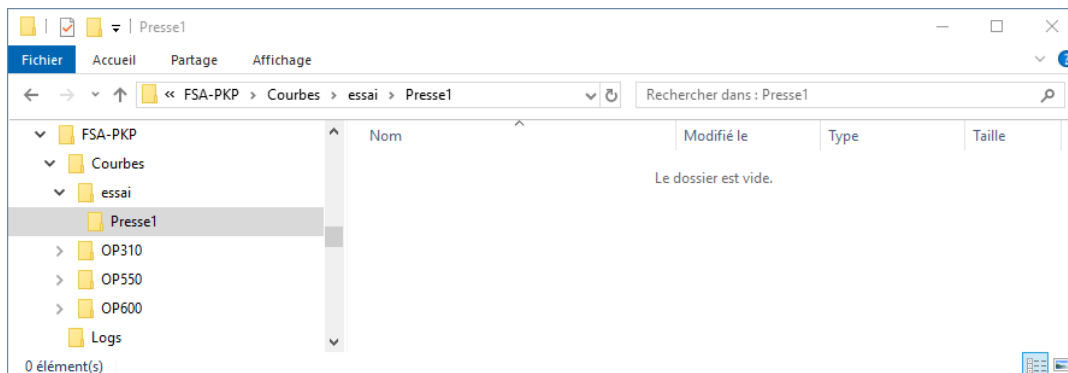 Presse1
Fichier Accueil Partage Affichage
« FSA-PKP > Courbes > essai > Presse1 Rechercher dans : Presse1
FSA-PKP
Courbes
essai
Presse1
OP310
OP550
OP600
Logs
Nom Modifié le Type Taille
Le dossier est vide.
0 élément(s)